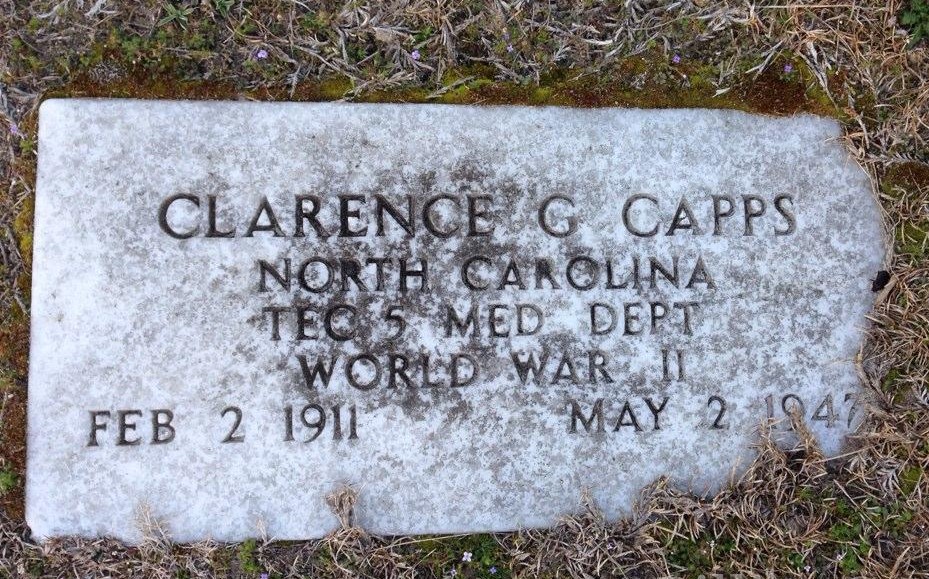 CLARENCE G CAPPS
NORTH CAROLINA
TEC 5 MED DEPT
WORLD WAR II
FEB 2 1911 MAY 2 1947